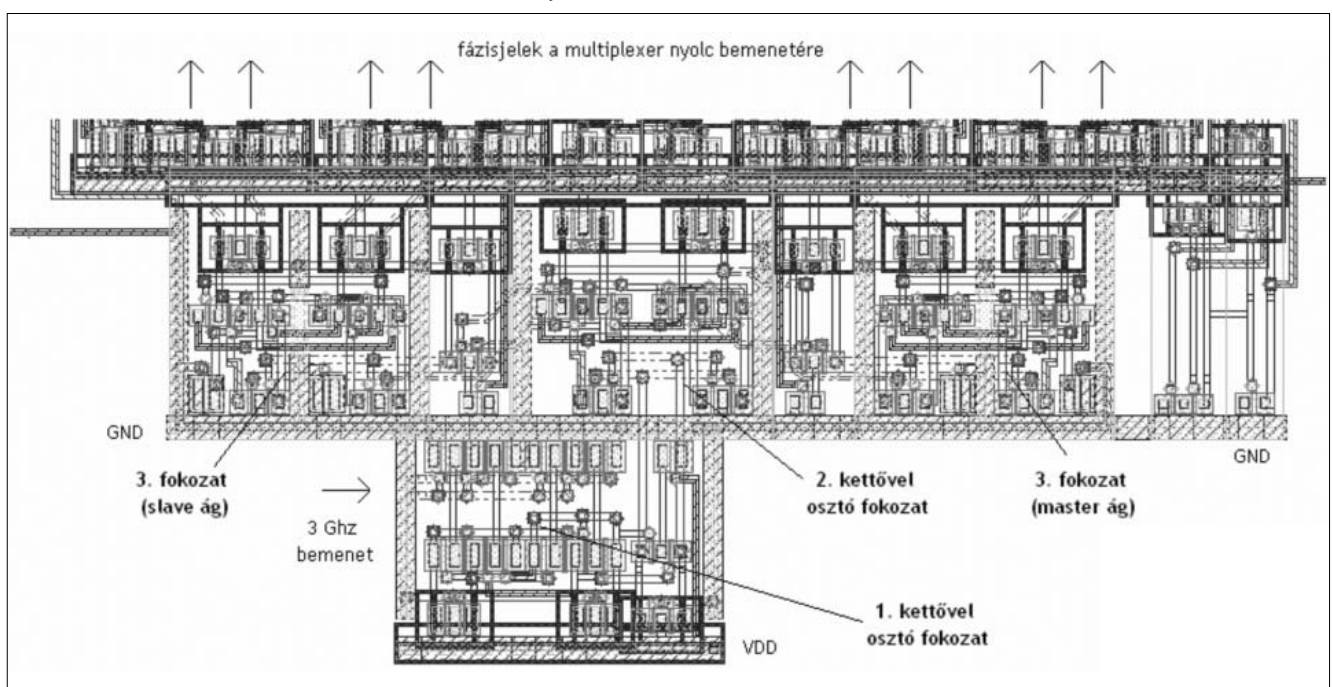 fázisjelek a multiplexer nyolc bemenetére
GND
GND
3. fokozat
(slave ág)
3 Ghz
bemenet
2. kettővel
osztó fokozat
3. fokozat
(master ág)
1. kettővel
osztó fokozat
VDD